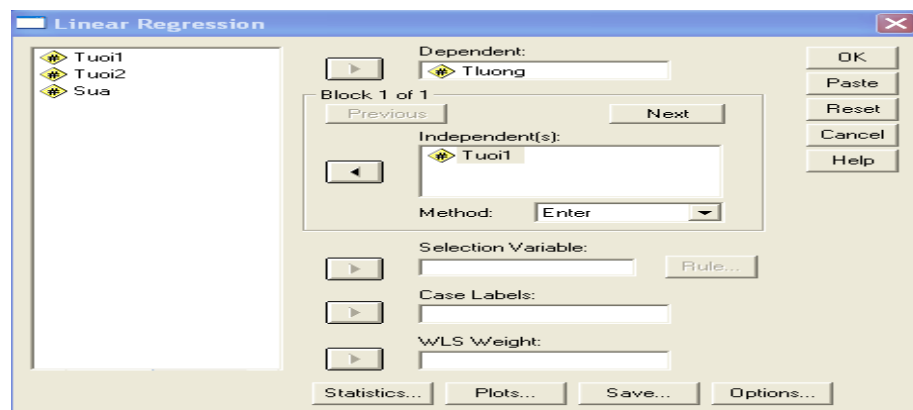 Linear Regression
Tuoi1
Tuoi2
Sua
Dependent:
Tluong
Block 1 of 1
Previous
Next
Independent(s):
Tuoi1
Method:
Enter
Selection Variable:
Rule...
Case Labels:
WLS Weight:
Statistics...
Plots...
Save...
Options...
OK
Paste
Reset
Cancel
Help